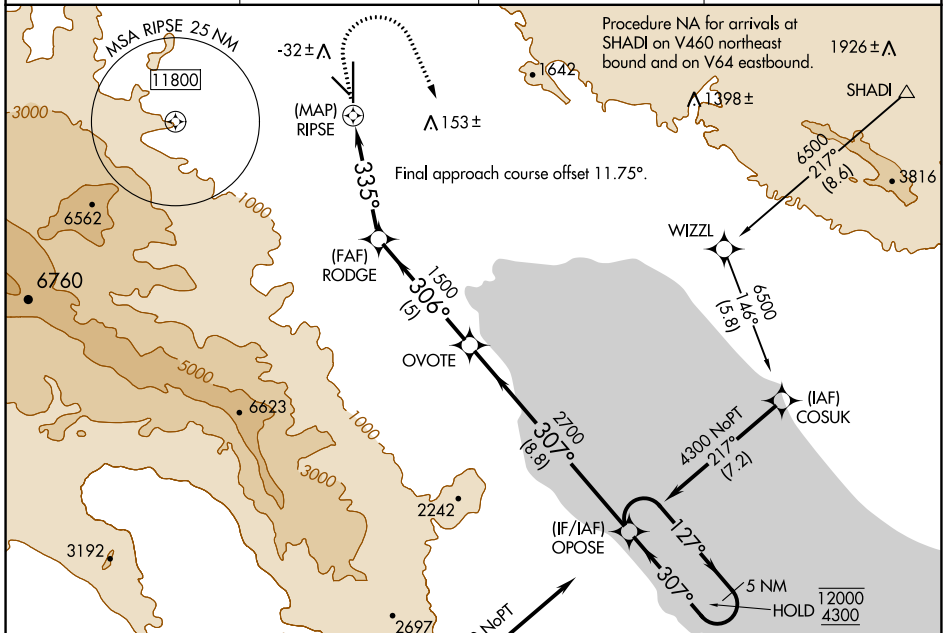 MSA RIPSE 25 NM
11800
-32±
(MAP)
RIPSE
153±
Procedure NA for arrivals at
SHADI on V460 northeast
bound and on V64 eastbound.
1926±
1642
1398±
SHADI
6500
217°
(8.6)
3816
3000
1000
335°
Final approach course offset 11.75°.
6562
6760
(FAF)
RODGE
1500
306°
(5)
OVOTE
WIZZL
6500
146°
(5.8)
(IAF)
COSUK
5000
6623
1000
3000
2700
307°
(8.8)
4300 NoPT
217°
(7.2)
2242
(IF/IAF)
OPOSE
127°
307°
5 NM
HOLD
12000
4300
3192
2697
NoPT